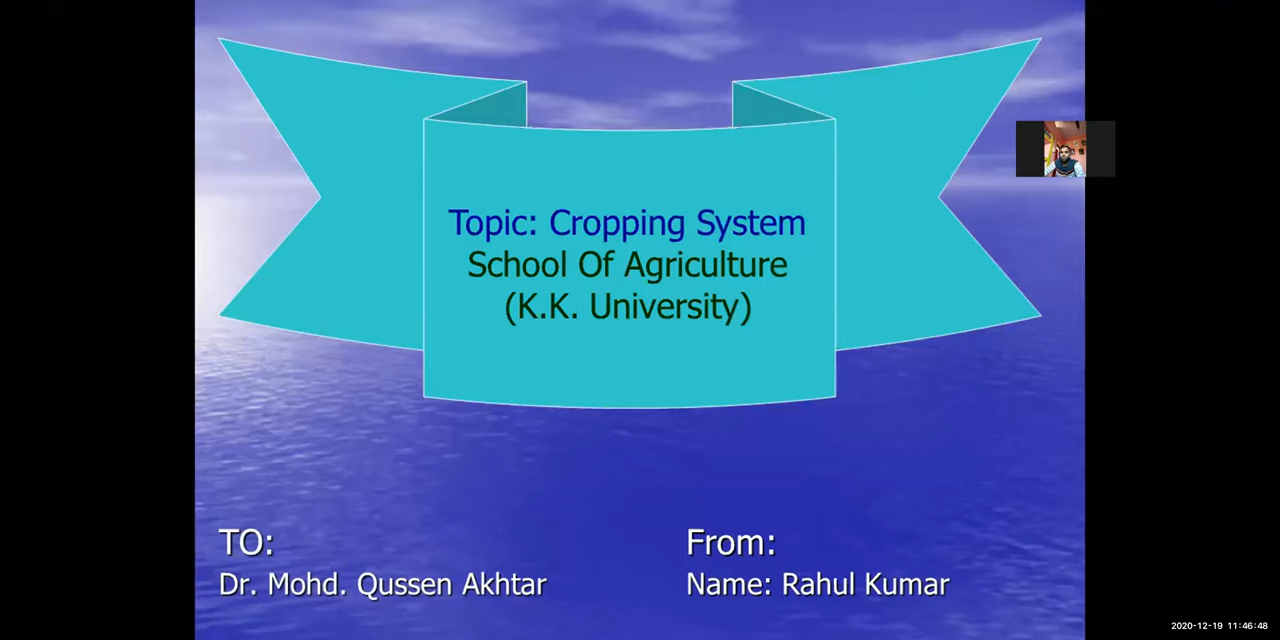 Topic: Cropping System
School Of Agriculture
(K.K. University)
TO:
Dr. Mohd. Qussen Akhtar
From:
Name: Rahul Kumar
2020-12-19 11:46:48